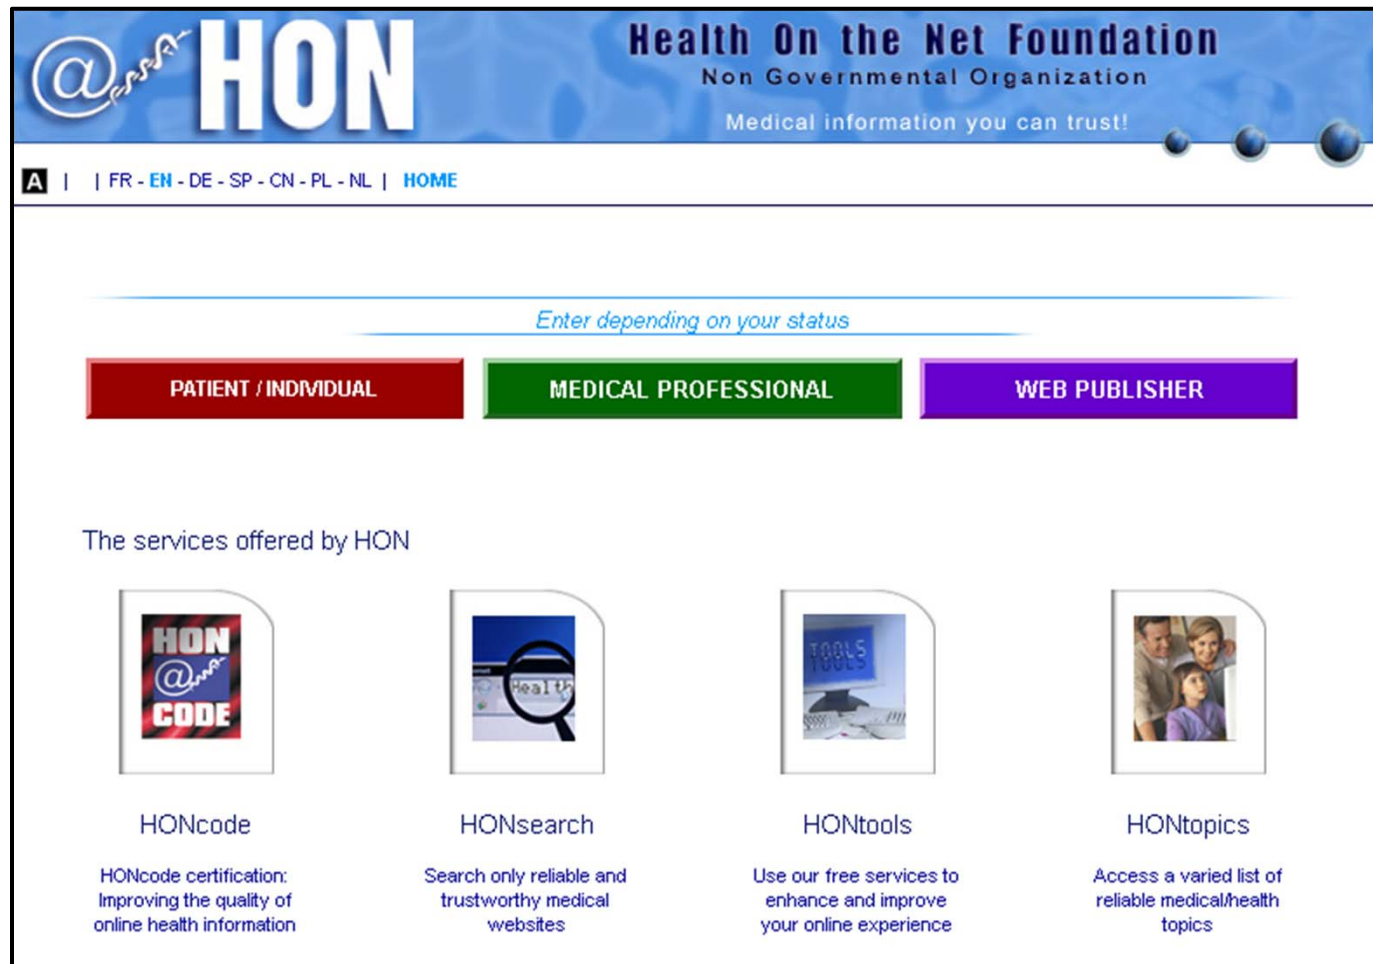 @ HON
Health On the Net Foundation
Non Governmental Organization
Medical information you can trust!
A | | FR - EN - DE - SP - CN - PL - NL | HOME
Enter depending on your status
PATIENT / INDIVIDUAL
MEDICAL PROFESSIONAL
WEB PUBLISHER
The services offered by HON
HON
@
CODE
Health
TOOLS
TOOLS
HONcode
HONcode certification:
Improving the quality of
online health information
HONsearch
Search only reliable and
trustworthy medical
websites
HONtools
Use our free services to
enhance and improve
your online experience
HONtopics
Access a varied list of
reliable medical/health
topics